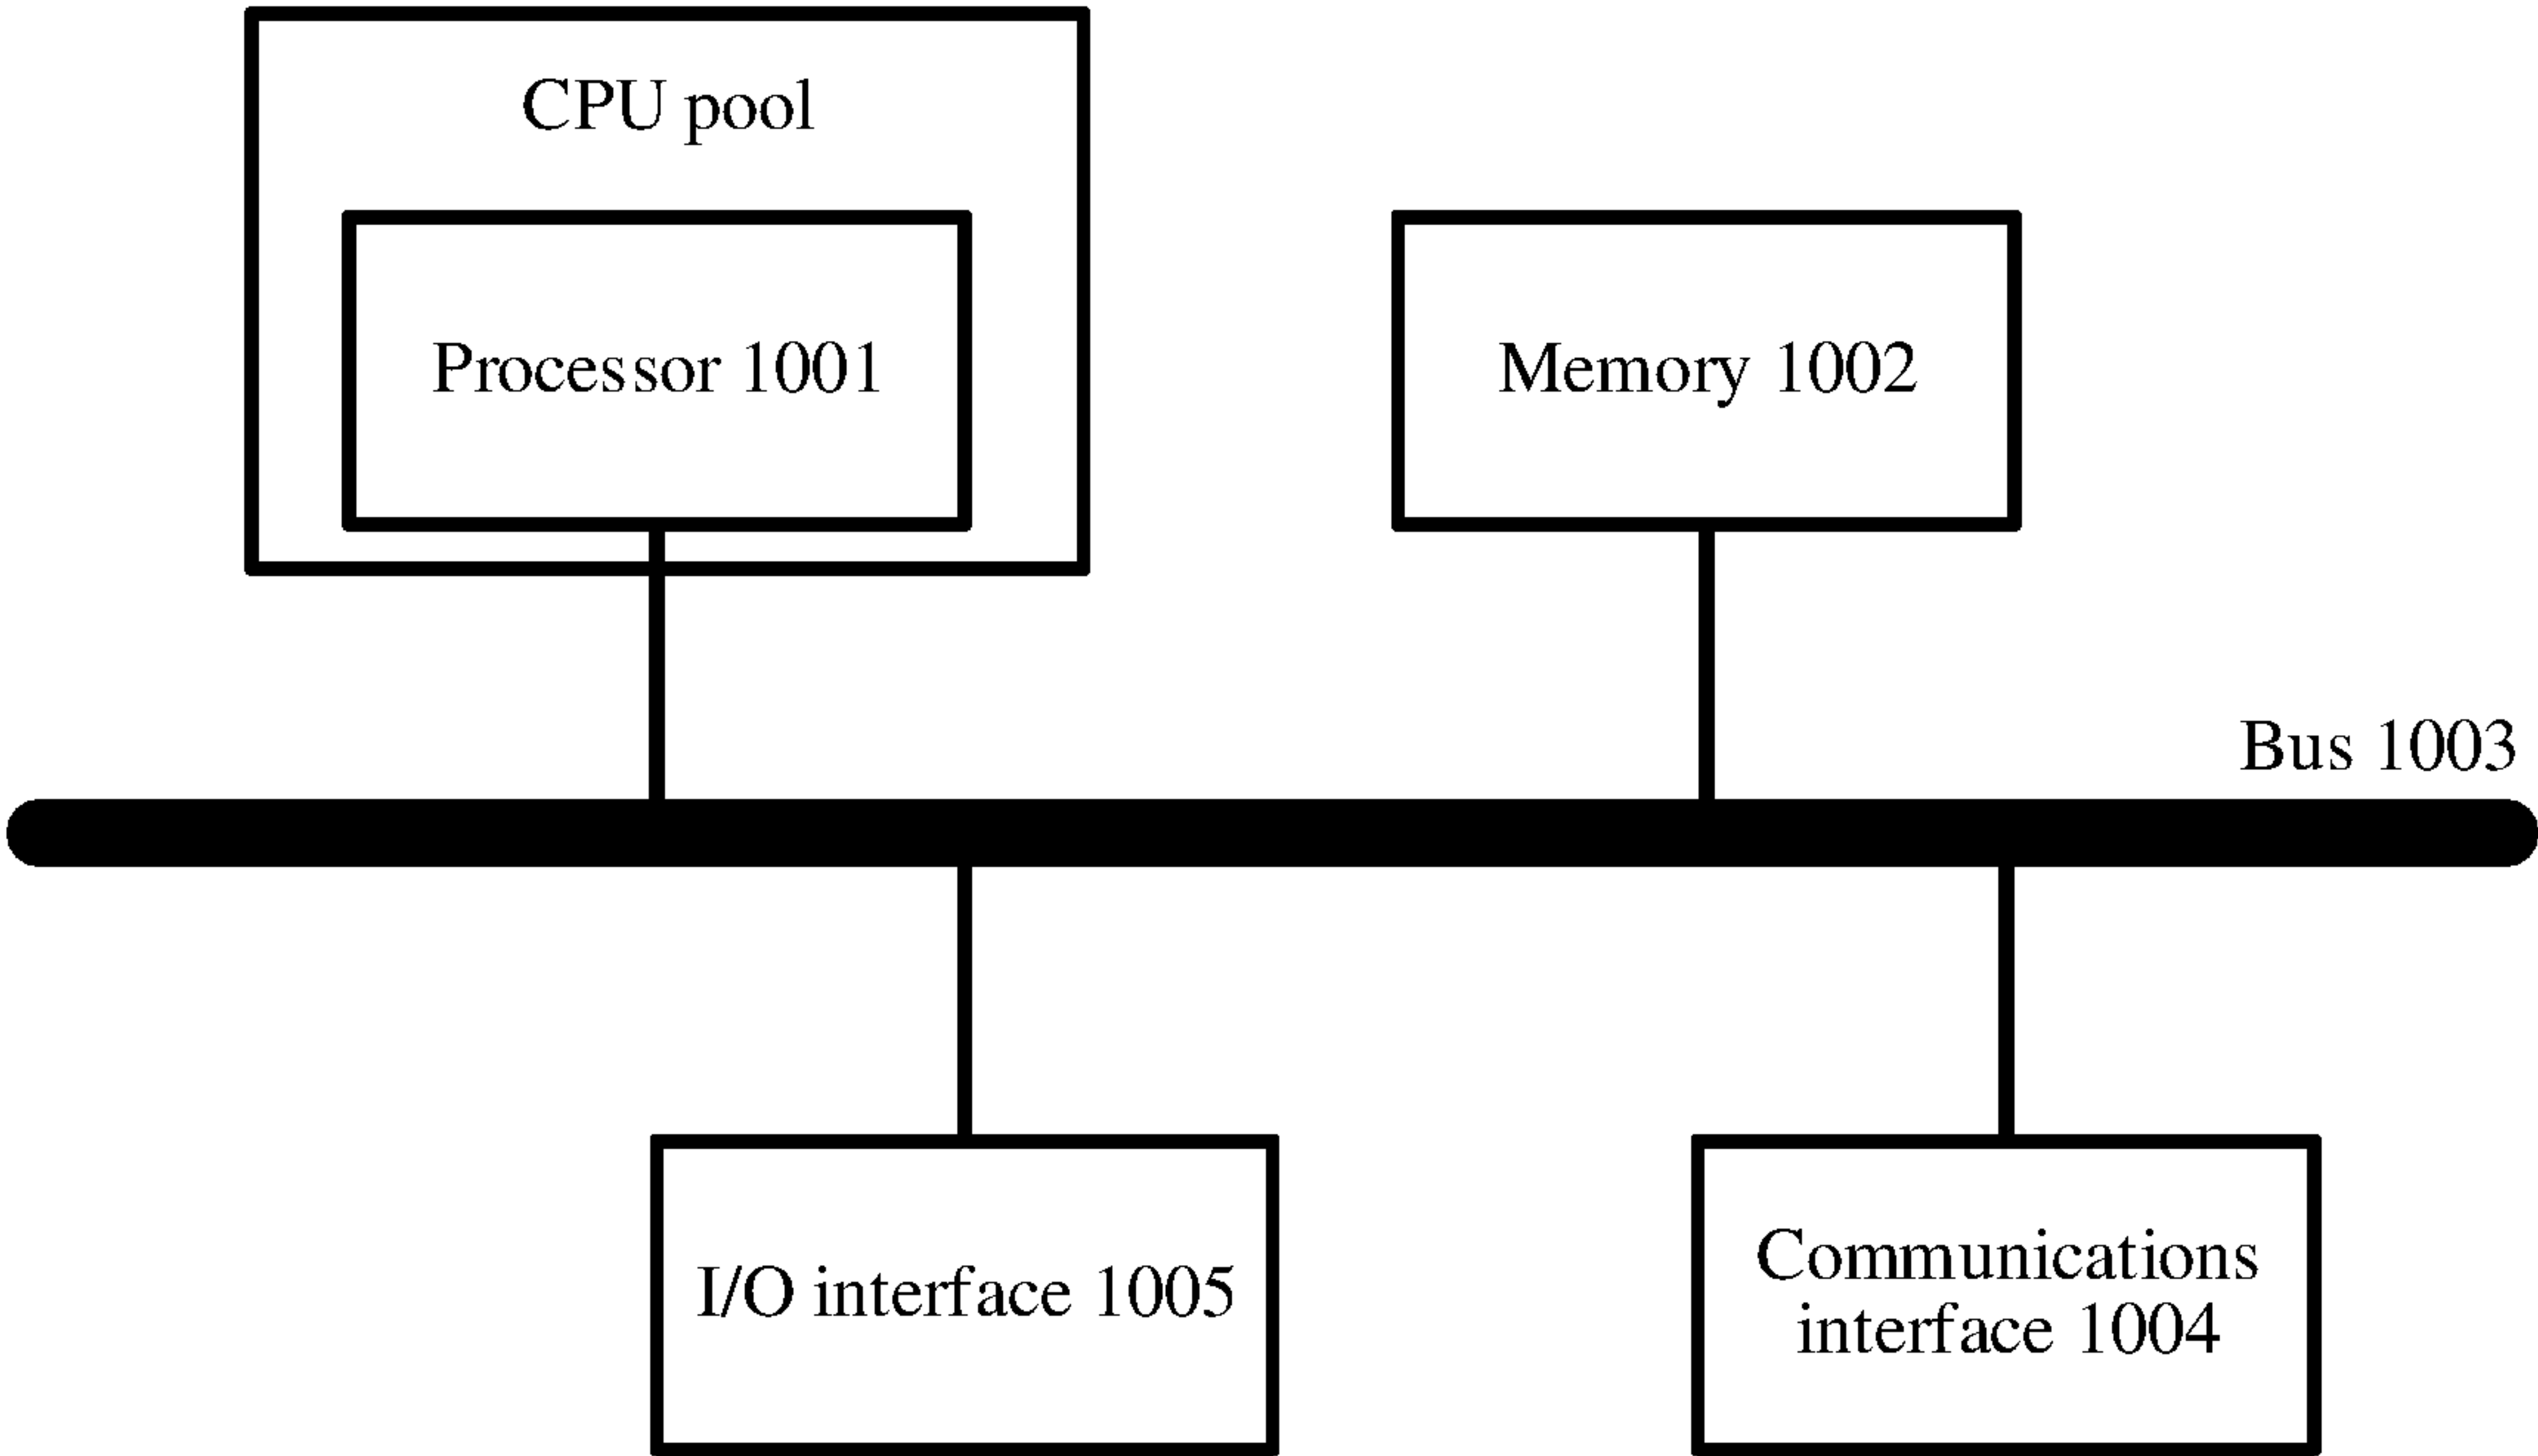 CPU pool
Processor 1001
Memory 1002
Bus 1003
I/O interface 1005
Communications
interface 1004